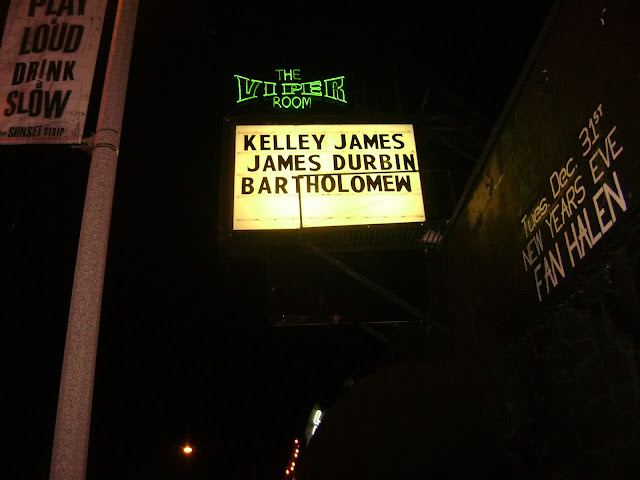 PLAY
LOUD
DRINK
SLOW
SUNSET STRIP
THE
VIPER
ROOM
KELLEY JAMES
JAMES DURBIN
BARTHOLOMEW
Tues. Dec. 31ST
NEW YEARS EVE
FAN HALEN